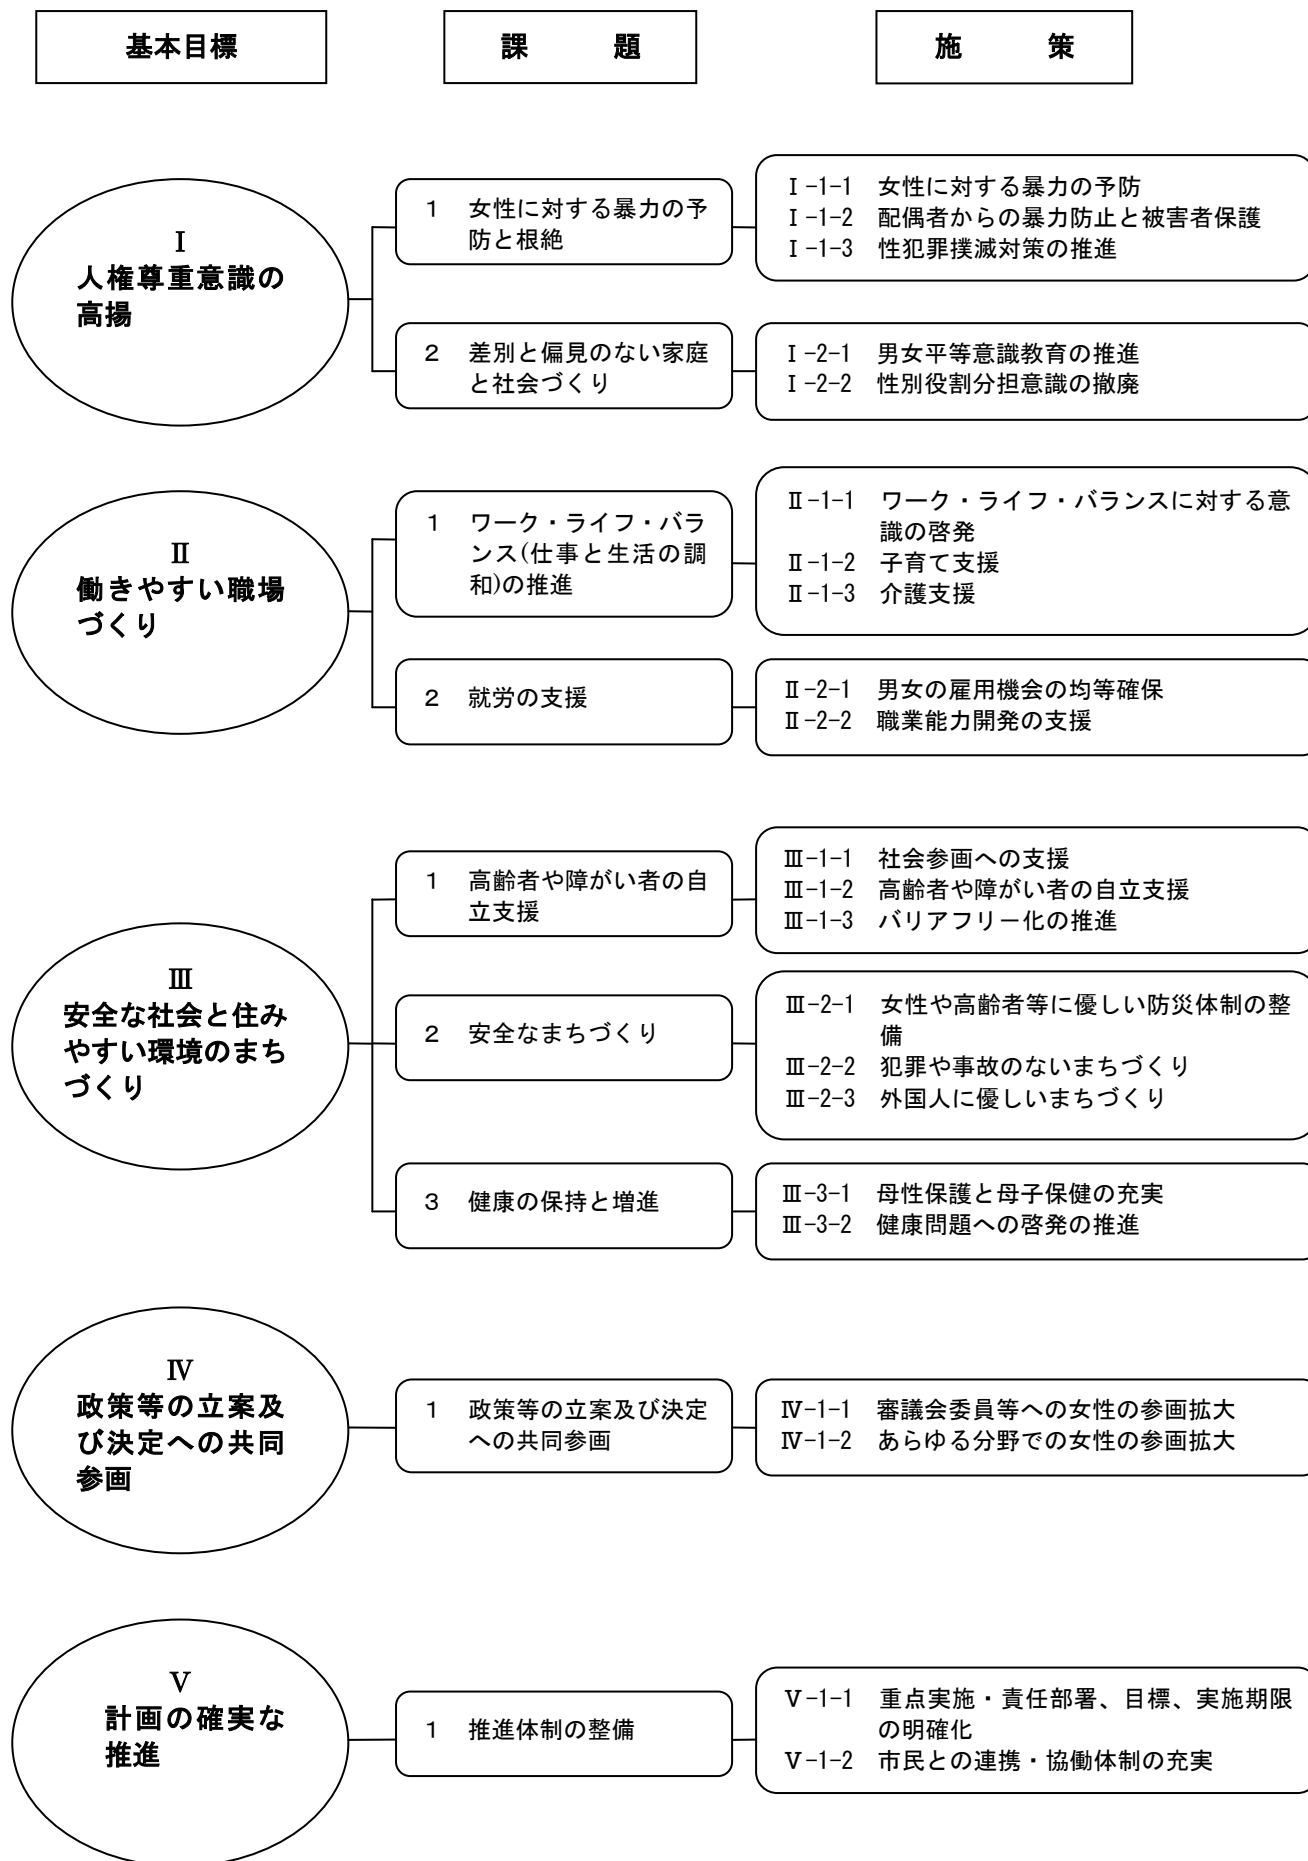 基本目標
課　　題
施　　策
Ⅰ
人権尊重意識の
高揚
1　女性に対する暴力の予
防と根絶
Ⅰ-1-1　女性に対する暴力の予防
Ⅰ-1-2　配偶者からの暴力防止と被害者保護
Ⅰ-1-3　性犯罪撲滅対策の推進
2　差別と偏見のない家庭
と社会づくり
Ⅰ-2-1　男女平等意識教育の推進
Ⅰ-2-2　性別役割分担意識の撤廃
Ⅱ
働きやすい職場
づくり
1　ワーク・ライフ・バラ
ンス(仕事と生活の調
和)の推進
Ⅱ-1-1　ワーク・ライフ・バランスに対する意
識の啓発
Ⅱ-1-2　子育て支援
Ⅱ-1-3　介護支援
2　就労の支援
Ⅱ-2-1　男女の雇用機会の均等確保
Ⅱ-2-2　職業能力開発の支援
Ⅲ
安全な社会と住み
やすい環境のまち
づくり
1　高齢者や障がい者の自
立支援
Ⅲ-1-1　社会参画への支援
Ⅲ-1-2　高齢者や障がい者の自立支援
Ⅲ-1-3　バリアフリー化の推進
2　安全なまちづくり
Ⅲ-2-1　女性や高齢者等に優しい防災体制の整
備
Ⅲ-2-2　犯罪や事故のないまちづくり
Ⅲ-2-3　外国人に優しいまちづくり
3　健康の保持と増進
Ⅲ-3-1　母性保護と母子保健の充実
Ⅲ-3-2　健康問題への啓発の推進
Ⅳ
政策等の立案及
び決定への共同
参画
1　政策等の立案及び決定
への共同参画
Ⅳ-1-1　審議会委員等への女性の参画拡大
Ⅳ-1-2　あらゆる分野での女性の参画拡大
Ⅴ
計画の確実な
推進
1　推進体制の整備
Ⅴ-1-1　重点実施・責任部署、目標、実施期限
の明確化
Ⅴ-1-2　市民との連携・協働体制の充実